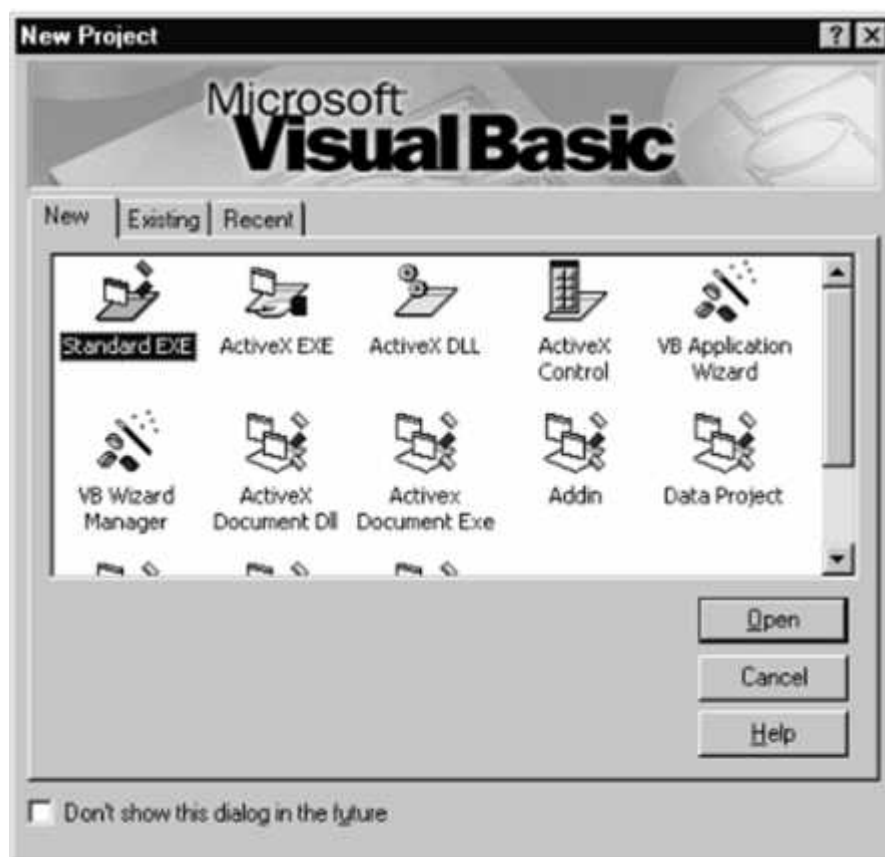 New Project
Microsoft
Visual Basic
New Existing Recent
Standard EXE ActiveX EXE ActiveX DLL ActiveX Control VB Application Wizard
VB Wizard Manager ActiveX Document Dll Activex Document Exe Addin Data Project
Open
Cancel
Help
Don't show this dialog in the future